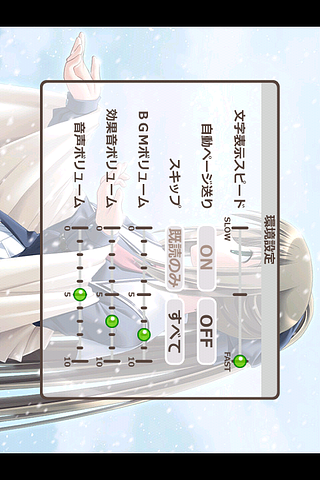 環境設定
文字表示スピード
SLOW FAST
自動ページ送り ON OFF
スキップ 既読のみ すべて
BGMボリューム
効果音ボリューム
音声ボリューム
0 5 10
0 5 10
0 5 10